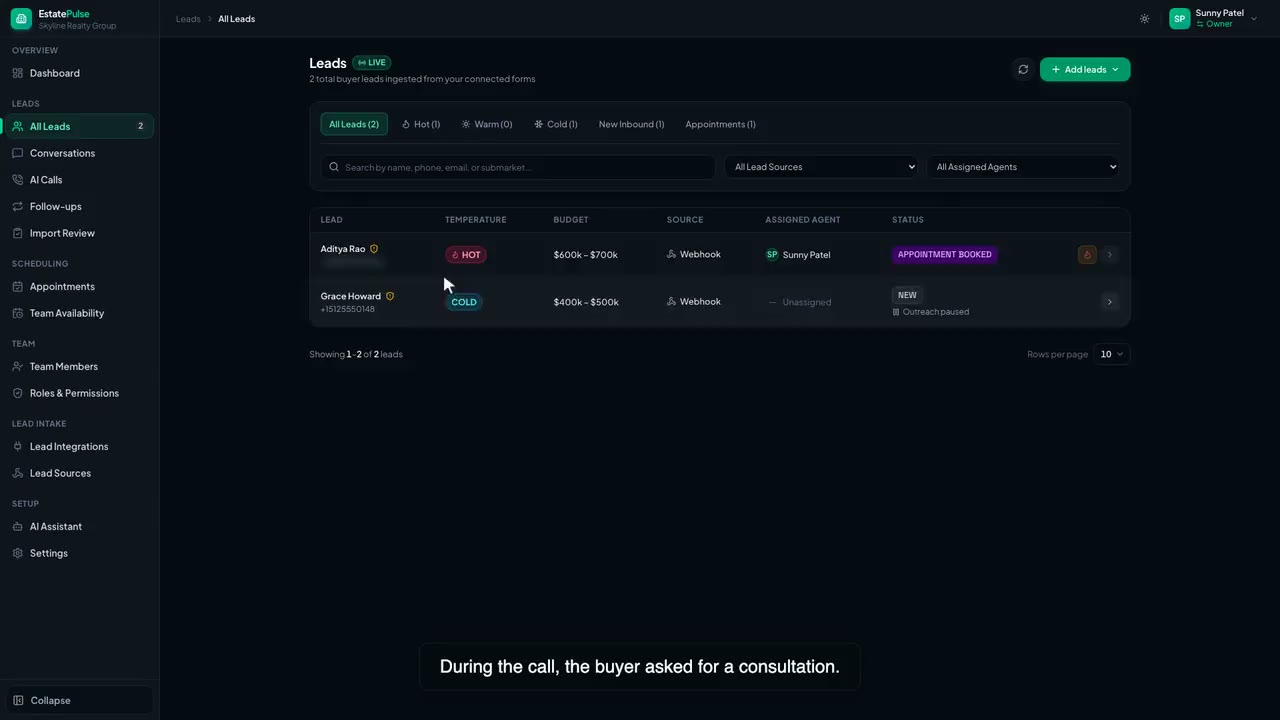 EstatePulse
Skyline Realty Group
Leads > All Leads
SP
Sunny Patel
Owner
OVERVIEW
Dashboard
LEADS
All Leads 2
Conversations
AI Calls
Follow-ups
Import Review
SCHEDULING
Appointments
Team Availability
TEAM
Team Members
Roles & Permissions
LEAD INTAKE
Lead Integrations
Lead Sources
SETUP
AI Assistant
Settings
Collapse
Leads LIVE
2 total buyer leads ingested from your connected forms
+ Add leads
All Leads (2) Hot (1) Warm (0) Cold (1) New Inbound (1) Appointments (1)
Search by name, phone, email, or submarket...
All Lead Sources
All Assigned Agents
LEAD TEMPERATURE BUDGET SOURCE ASSIGNED AGENT STATUS
Aditya Rao HOT $600k – $700k Webhook SP Sunny Patel APPOINTMENT BOOKED
Grace Howard COLD $400k – $500k Webhook — Unassigned NEW
+15125550148 Outreach paused
Showing 1-2 of 2 leads
Rows per page 10
During the call, the buyer asked for a consultation.